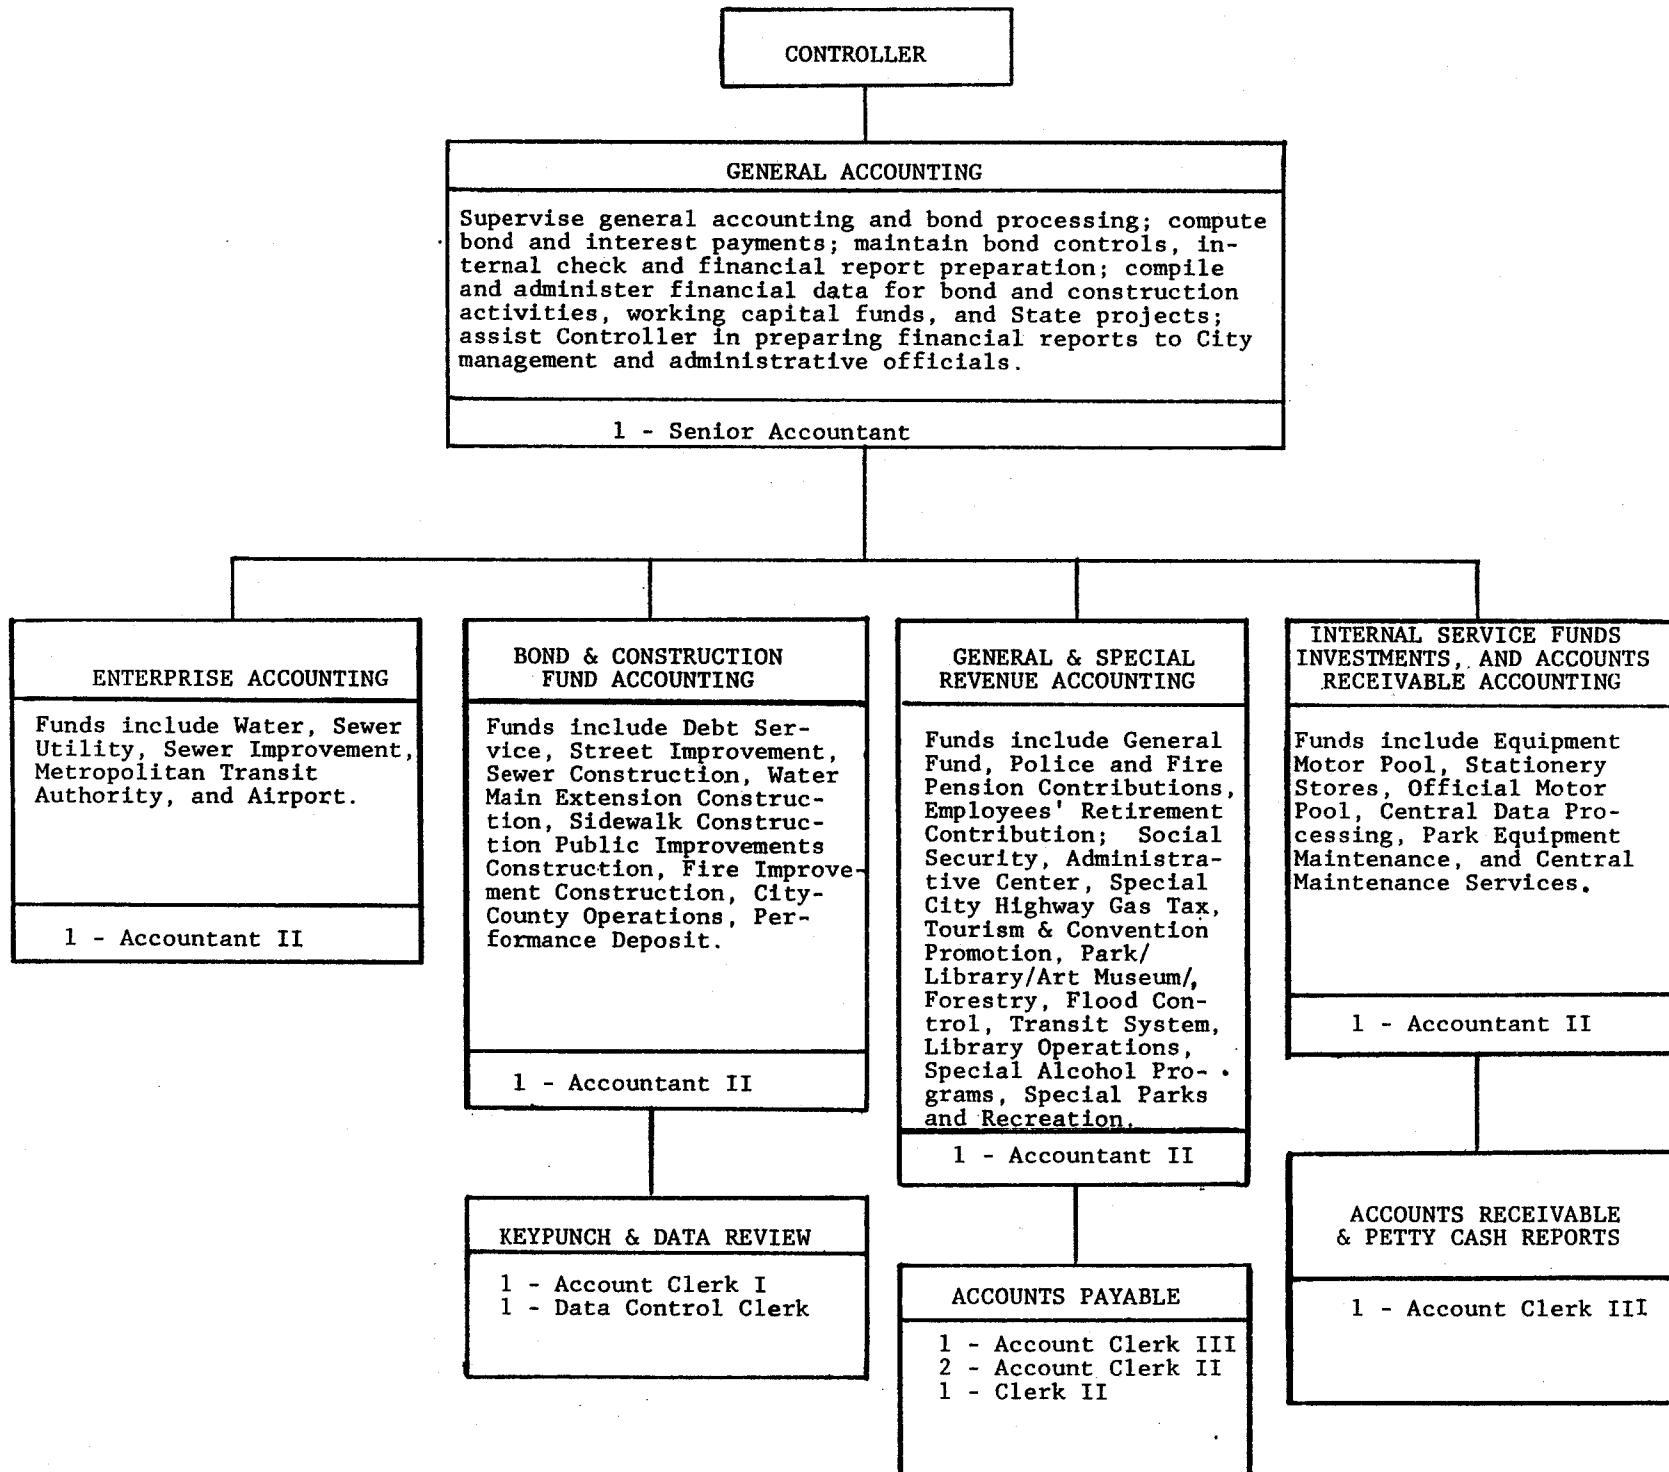 CONTROLLER
GENERAL ACCOUNTING
Supervise general accounting and bond processing; compute
bond and interest payments; maintain bond controls, in-
ternal check and financial report preparation; compile
and administer financial data for bond and construction
activities, working capital funds, and State projects;
assist Controller in preparing financial reports to City
management and administrative officials.
1 - Senior Accountant
ENTERPRISE ACCOUNTING
Funds include Water, Sewer
Utility, Sewer Improvement,
Metropolitan Transit
Authority, and Airport.
1 - Accountant II
BOND & CONSTRUCTION
FUND ACCOUNTING
Funds include Debt Ser-
vice, Street Improvement,
Sewer Construction, Water
Main Extension Construc-
tion, Sidewalk Construc-
tion Public Improvements
Construction, Fire Improve-
ment Construction, City-
County Operations, Per-
formance Deposit.
1 - Accountant II
KEYPUNCH & DATA REVIEW
1 - Account Clerk I
1 - Data Control Clerk
GENERAL & SPECIAL
REVENUE ACCOUNTING
Funds include General
Fund, Police and Fire
Pension Contributions,
Employees' Retirement
Contribution; Social
Security, Administra-
tive Center, Special
City Highway Gas Tax,
Tourism & Convention
Promotion, Park/
Library/Art Museum/,
Forestry, Flood Con-
trol, Transit System,
Library Operations,
Special Alcohol Pro-
grams, Special Parks
and Recreation.
1 - Accountant II
ACCOUNTS PAYABLE
1 - Account Clerk III
2 - Account Clerk II
1 - Clerk II
INTERNAL SERVICE FUNDS
INVESTMENTS, AND ACCOUNTS
RECEIVABLE ACCOUNTING
Funds include Equipment
Motor Pool, Stationery
Stores, Official Motor
Pool, Central Data Pro-
cessing, Park Equipment
Maintenance, and Central
Maintenance Services.
1 - Accountant II
ACCOUNTS RECEIVABLE
& PETTY CASH REPORTS
1 - Account Clerk III